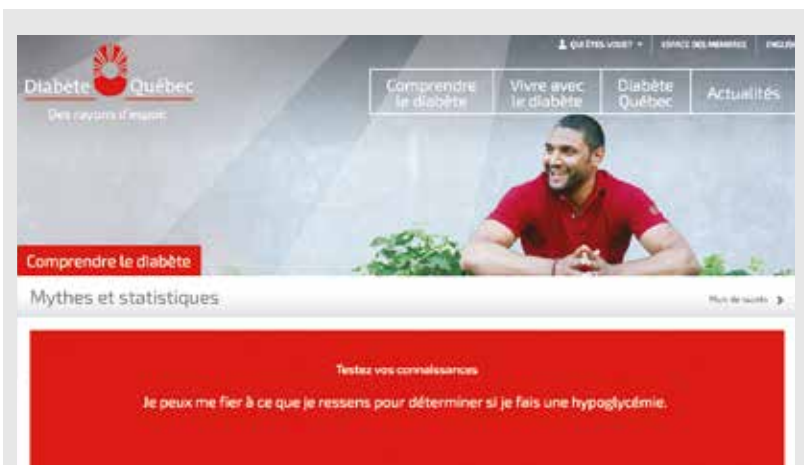 QUI ÊTES-VOUS?
ESPACE DES MEMBRES
ENGLISH
Diabète Québec
Des rayons d'espoir
Comprendre
le diabète
Vivre avec
le diabète
Diabète
Québec
Actualités
Comprendre le diabète
Mythes et statistiques
Plus de sujets
Testez vos connaissances
Je peux me fier à ce que je ressens pour déterminer si je fais une hypoglycémie.